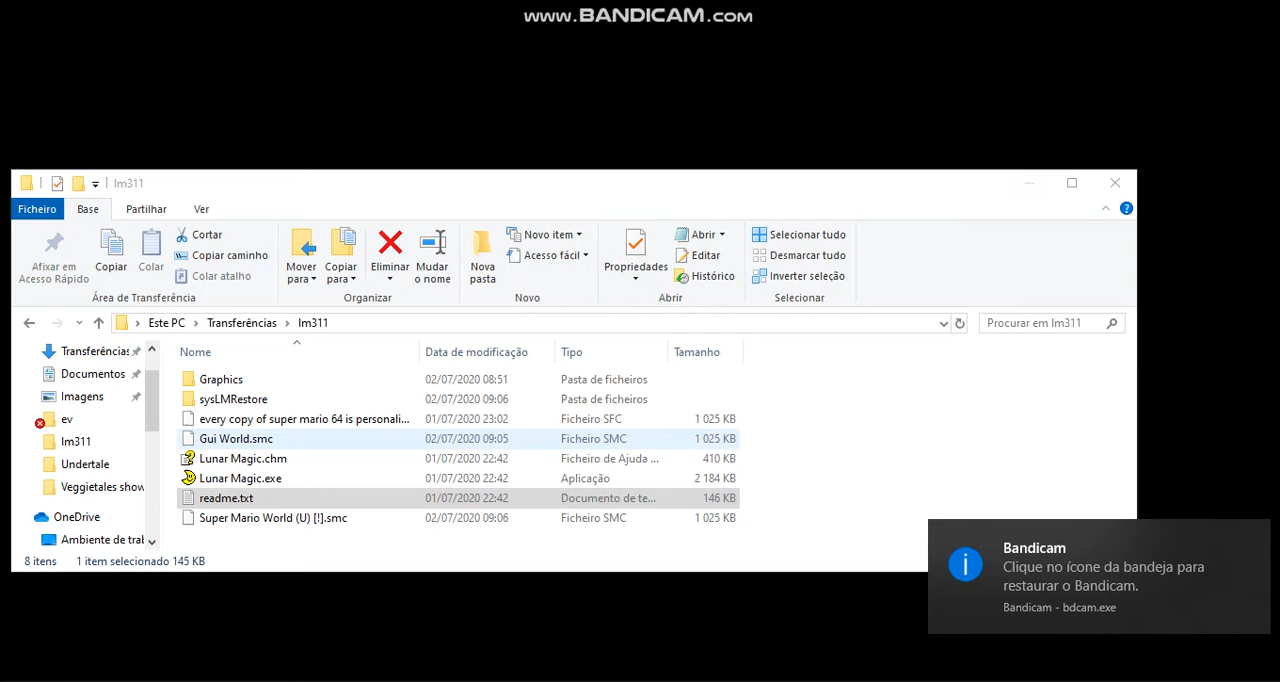 www.BANDICAM.com
lm311
Ficheiro Base Partilhar Ver
Afixar em
Acesso Rápido
Copiar
Colar
Cortar
Copiar caminho
Colar atalho
Área de Transferência
Mover
para
Copiar
para
Eliminar
Mudar
o nome
Organizar
Nova
pasta
Novo item
Acesso fácil
Novo
Propriedades
Abrir
Editar
Histórico
Abrir
Selecionar tudo
Desmarcar tudo
Inverter seleção
Selecionar
Este PC > Transferências > lm311
Procurar em lm311
Transferências
Documentos
Imagens
ev
lm311
Undertale
Veggietales show
OneDrive
Ambiente de trab
Nome Data de modificação Tipo Tamanho
Graphics 02/07/2020 08:51 Pasta de ficheiros
sysLMRestore 02/07/2020 09:06 Pasta de ficheiros
every copy of super mario 64 is personali... 01/07/2020 23:02 Ficheiro SFC 1 025 KB
Gui World.smc 02/07/2020 09:05 Ficheiro SMC 1 025 KB
Lunar Magic.chm 01/07/2020 22:42 Ficheiro de Ajuda ... 410 KB
Lunar Magic.exe 01/07/2020 22:42 Aplicação 2 184 KB
readme.txt 01/07/2020 22:42 Documento de te... 146 KB
Super Mario World (U) [!].smc 02/07/2020 09:06 Ficheiro SMC 1 025 KB
8 itens 1 item selecionado 145 KB
Bandicam
Clique no ícone da bandeja para
restaurar o Bandicam.
Bandicam - bdcam.exe